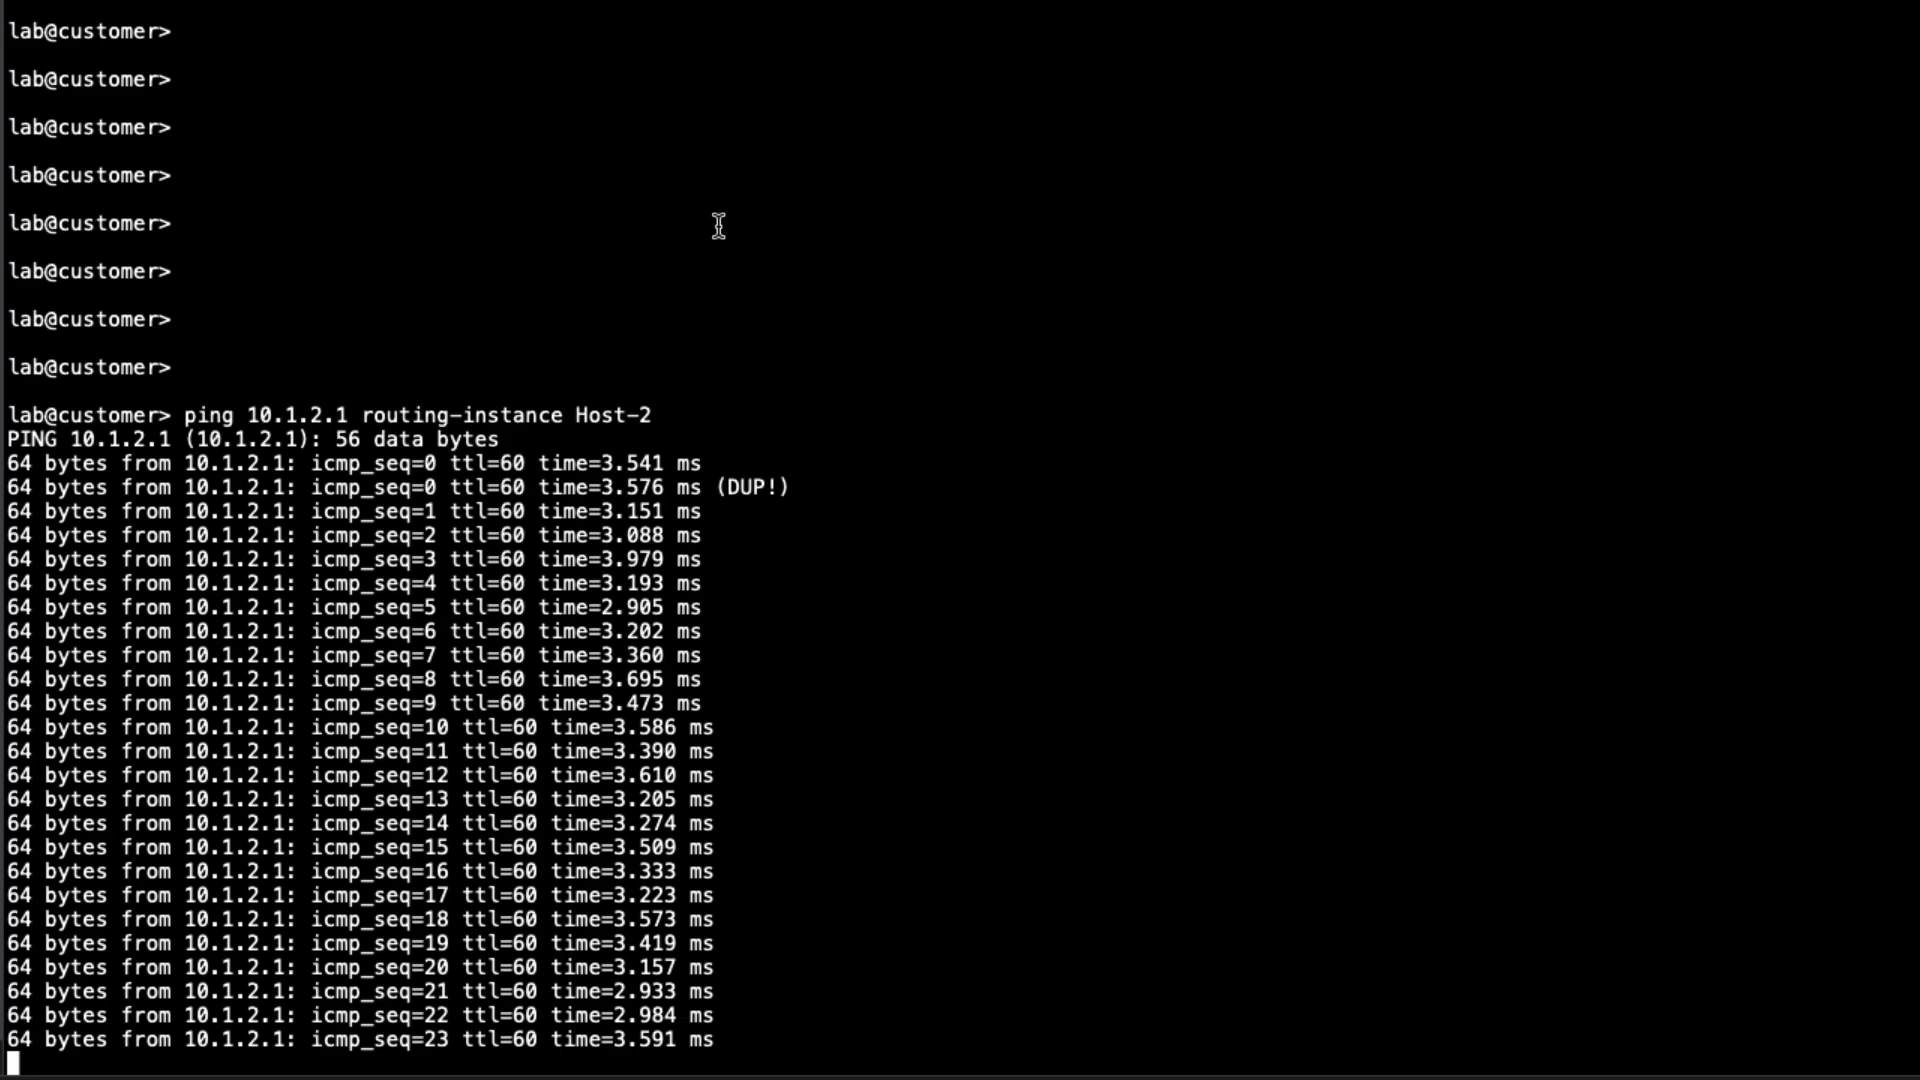 lab@customer>
lab@customer>
lab@customer>
lab@customer>
lab@customer>
lab@customer>
lab@customer>
lab@customer>
lab@customer> ping 10.1.2.1 routing-instance Host-2
PING 10.1.2.1 (10.1.2.1): 56 data bytes
64 bytes from 10.1.2.1: icmp_seq=0 ttl=60 time=3.541 ms
64 bytes from 10.1.2.1: icmp_seq=0 ttl=60 time=3.576 ms (DUP!)
64 bytes from 10.1.2.1: icmp_seq=1 ttl=60 time=3.151 ms
64 bytes from 10.1.2.1: icmp_seq=2 ttl=60 time=3.088 ms
64 bytes from 10.1.2.1: icmp_seq=3 ttl=60 time=3.979 ms
64 bytes from 10.1.2.1: icmp_seq=4 ttl=60 time=3.193 ms
64 bytes from 10.1.2.1: icmp_seq=5 ttl=60 time=2.905 ms
64 bytes from 10.1.2.1: icmp_seq=6 ttl=60 time=3.202 ms
64 bytes from 10.1.2.1: icmp_seq=7 ttl=60 time=3.360 ms
64 bytes from 10.1.2.1: icmp_seq=8 ttl=60 time=3.695 ms
64 bytes from 10.1.2.1: icmp_seq=9 ttl=60 time=3.473 ms
64 bytes from 10.1.2.1: icmp_seq=10 ttl=60 time=3.586 ms
64 bytes from 10.1.2.1: icmp_seq=11 ttl=60 time=3.390 ms
64 bytes from 10.1.2.1: icmp_seq=12 ttl=60 time=3.610 ms
64 bytes from 10.1.2.1: icmp_seq=13 ttl=60 time=3.205 ms
64 bytes from 10.1.2.1: icmp_seq=14 ttl=60 time=3.274 ms
64 bytes from 10.1.2.1: icmp_seq=15 ttl=60 time=3.509 ms
64 bytes from 10.1.2.1: icmp_seq=16 ttl=60 time=3.333 ms
64 bytes from 10.1.2.1: icmp_seq=17 ttl=60 time=3.223 ms
64 bytes from 10.1.2.1: icmp_seq=18 ttl=60 time=3.573 ms
64 bytes from 10.1.2.1: icmp_seq=19 ttl=60 time=3.419 ms
64 bytes from 10.1.2.1: icmp_seq=20 ttl=60 time=3.157 ms
64 bytes from 10.1.2.1: icmp_seq=21 ttl=60 time=2.933 ms
64 bytes from 10.1.2.1: icmp_seq=22 ttl=60 time=2.984 ms
64 bytes from 10.1.2.1: icmp_seq=23 ttl=60 time=3.591 ms